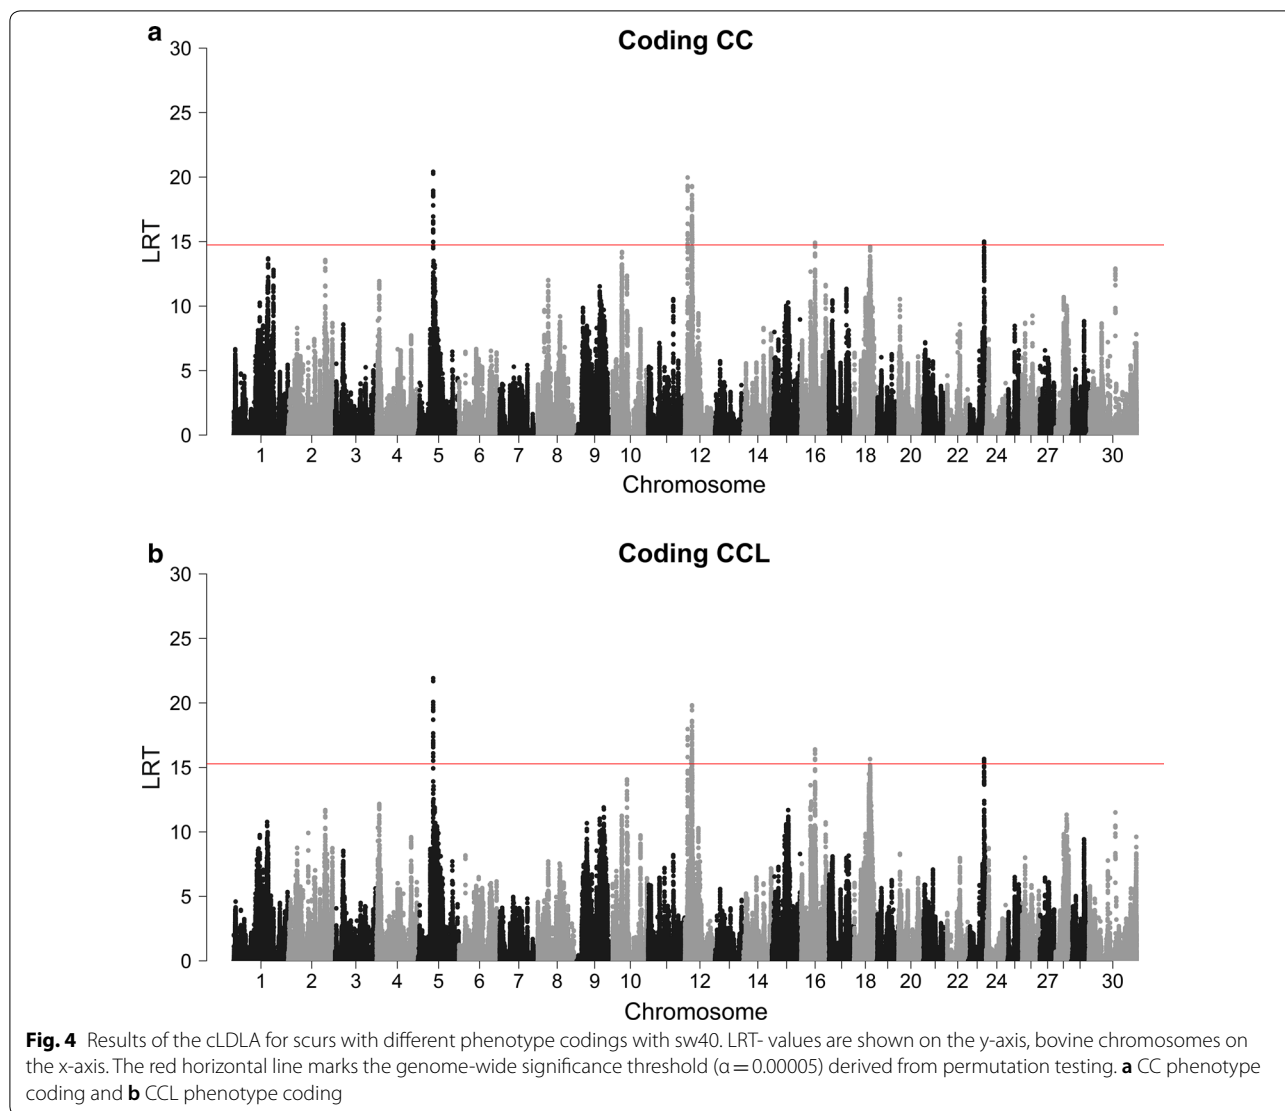 a
Coding CC
30
25
20
15
10
5
0
LRT
1 2 3 4 5 6 7 8 9 10 12 14 16 18 20 22 24 27 30
Chromosome
b
Coding CCL
30
25
20
15
10
5
0
LRT
1 2 3 4 5 6 7 8 9 10 12 14 16 18 20 22 24 27 30
Chromosome
Fig. 4 Results of the cLDLA for scurs with different phenotype codings with sw40. LRT- values are shown on the y-axis, bovine chromosomes on
the x-axis. The red horizontal line marks the genome-wide significance threshold (α = 0.00005) derived from permutation testing. a CC phenotype
coding and b CCL phenotype coding